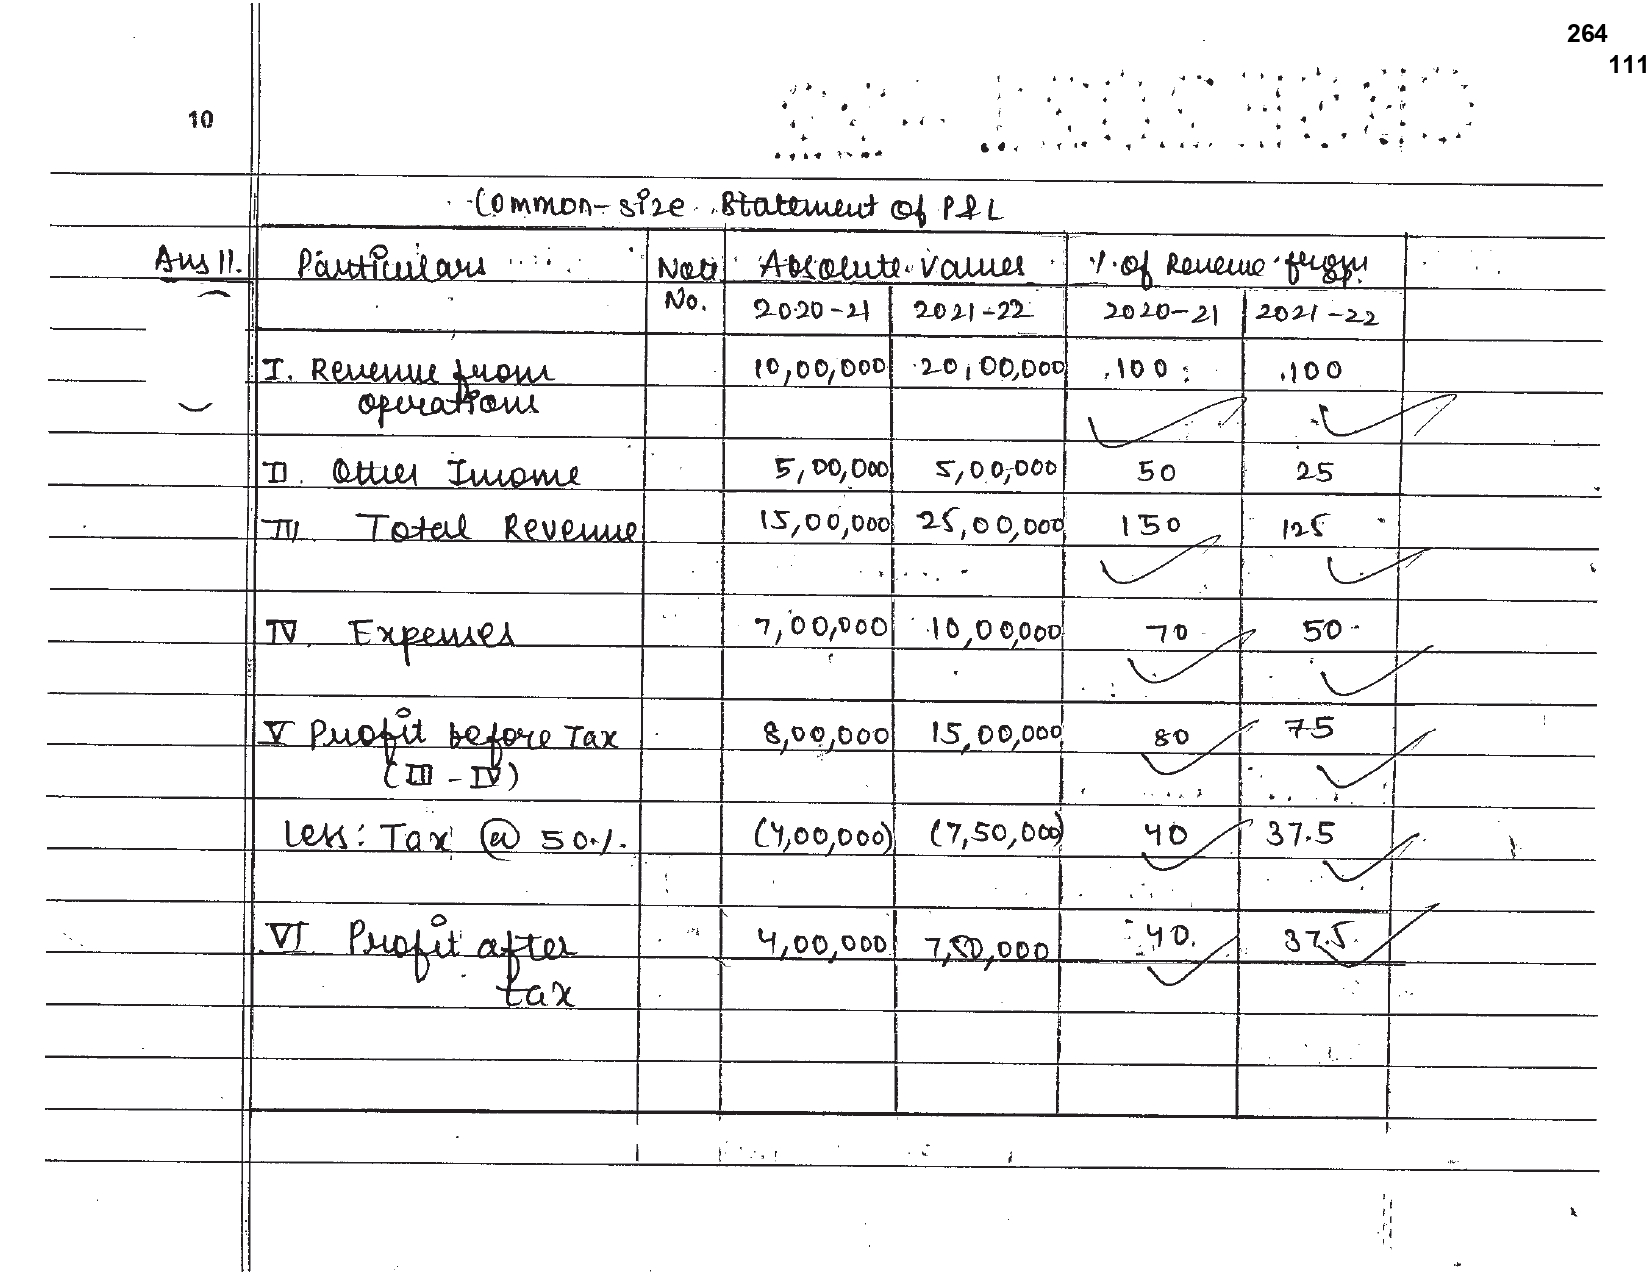 264
111
10
Common-size Statement of P&L
Ans 11. Particulars Note No. Absolute Values % of Revenue from op.
2020-21 2021-22 2020-21 2021-22
I. Revenue from operations 10,00,000 20,00,000 100 100
II. Other Income 5,00,000 5,00,000 50 25
III Total Revenue 15,00,000 25,00,000 150 125
IV. Expenses 7,00,000 10,00,000 70 50
V Profit before Tax (III - IV) 8,00,000 15,00,000 80 75
Less: Tax @ 50% (4,00,000) (7,50,000) 40 37.5
VI Profit after tax 4,00,000 7,50,000 40 37.5